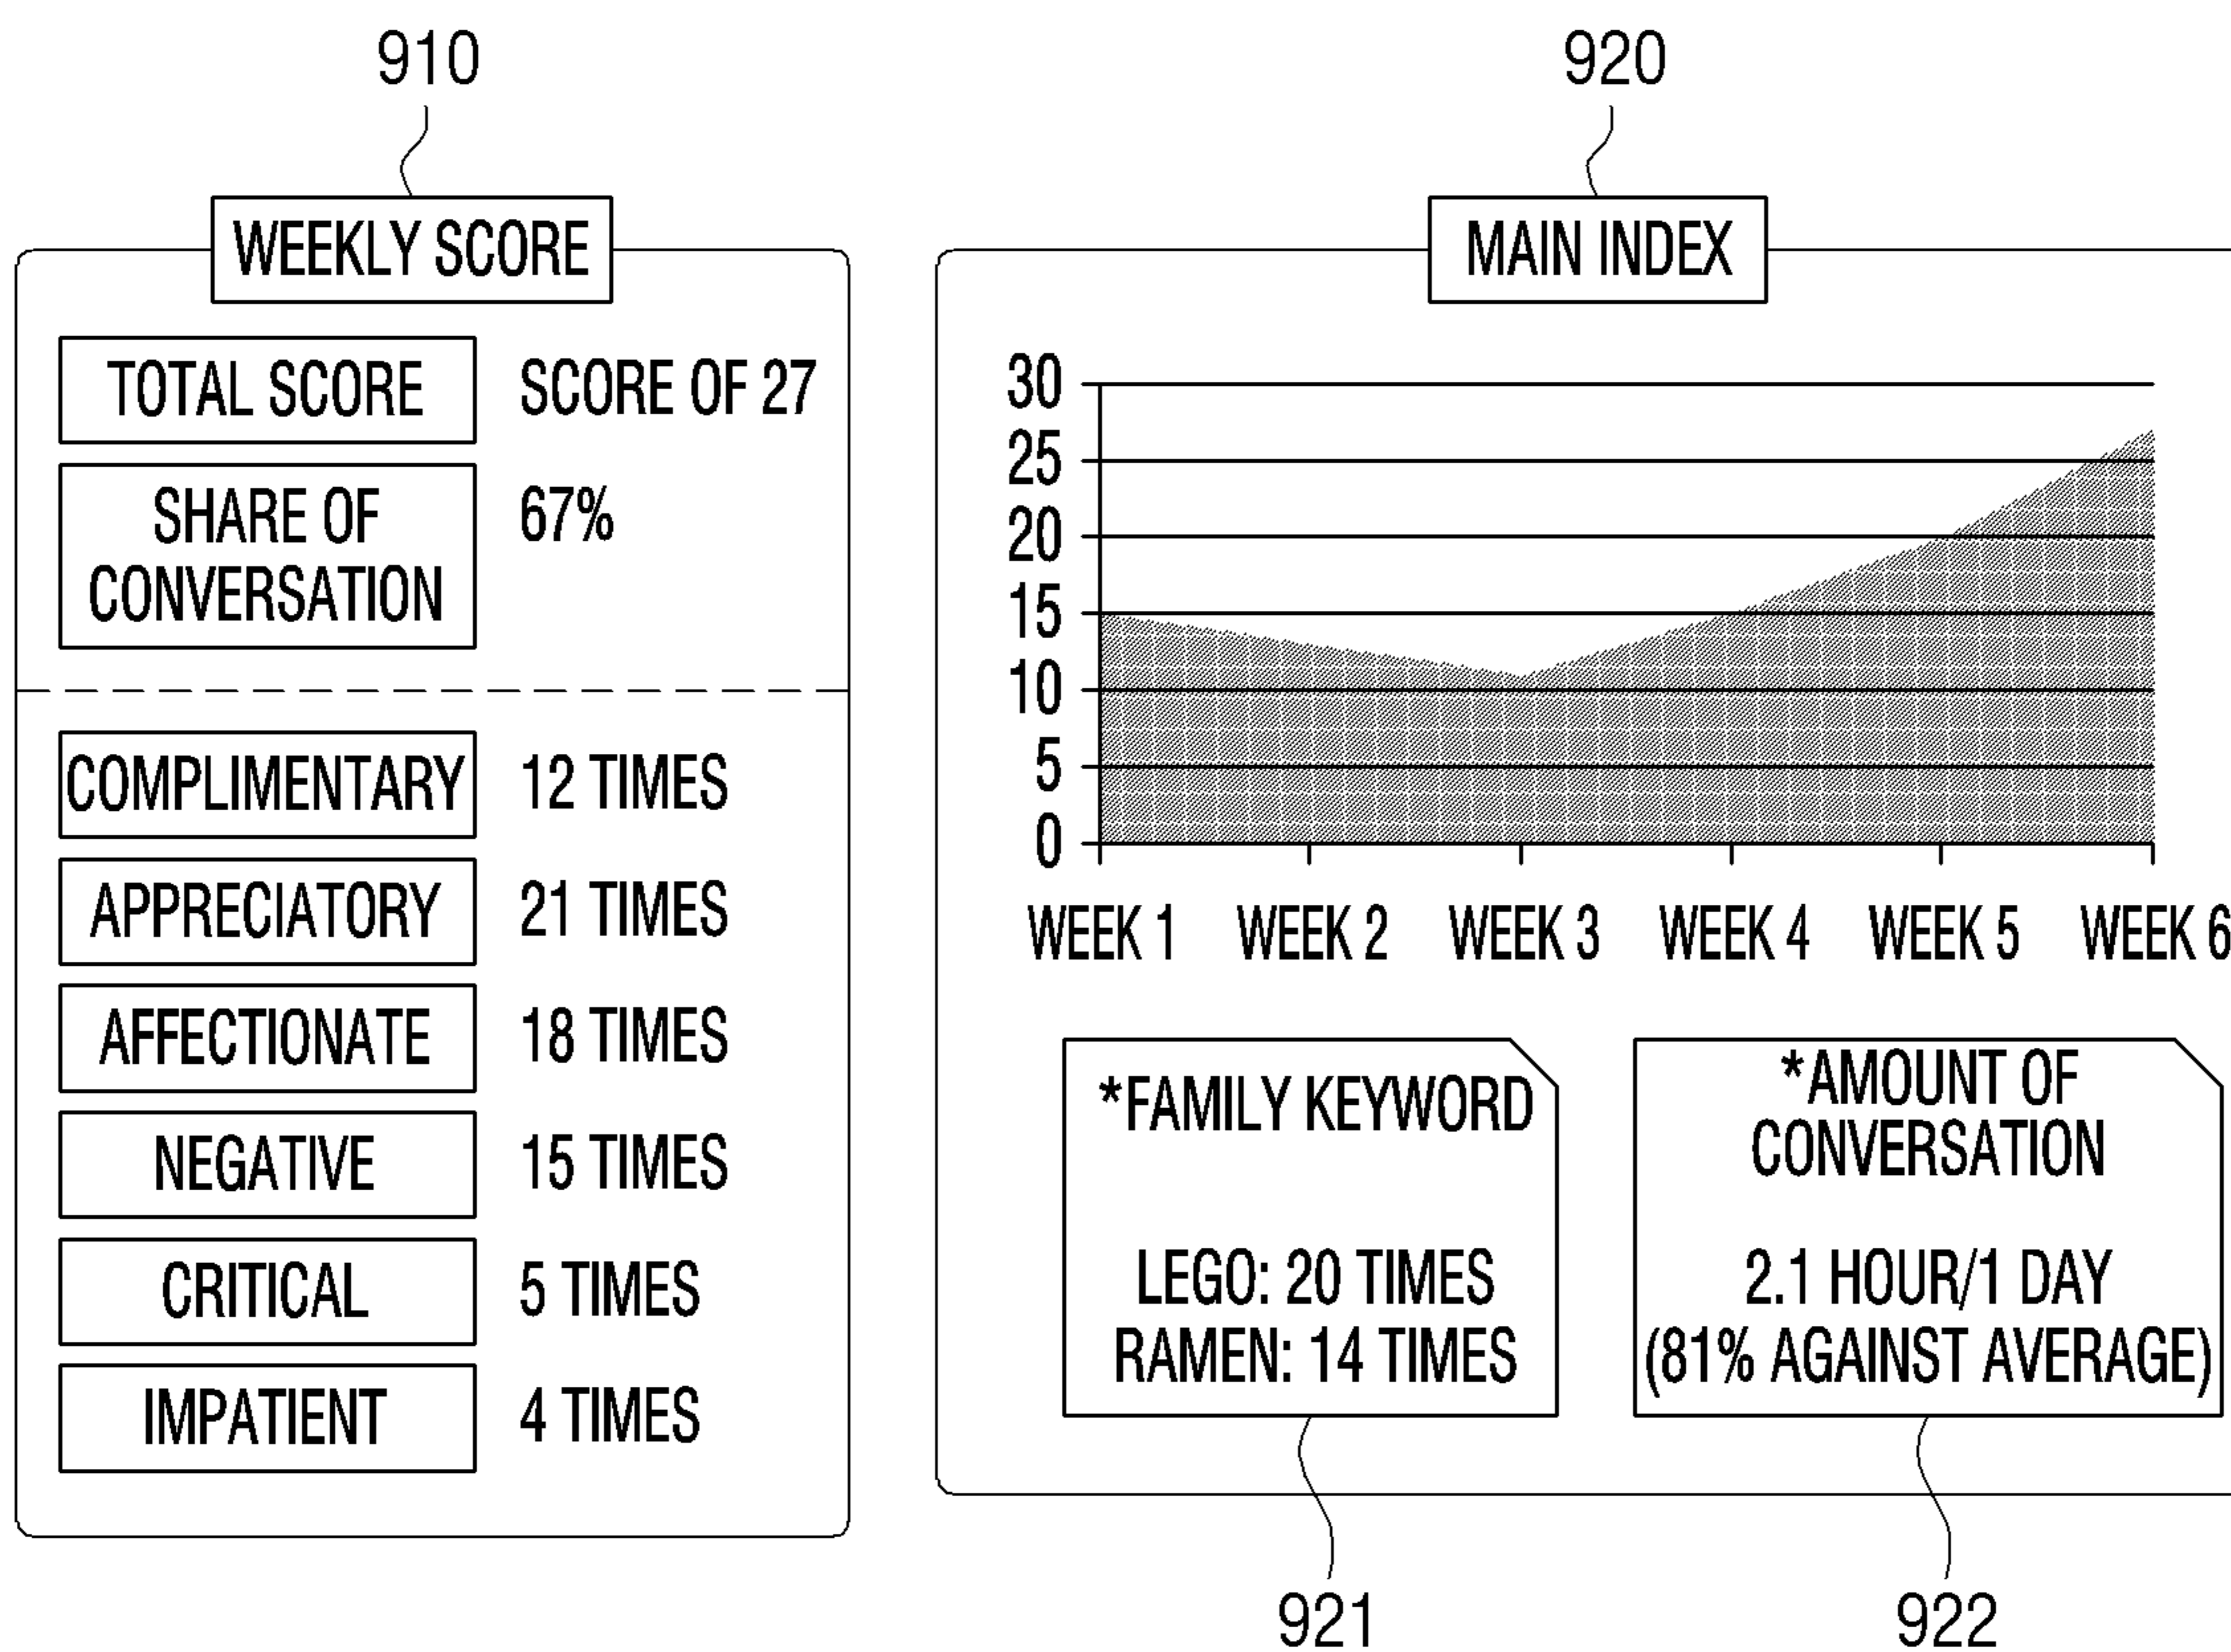 910
WEEKLY SCORE
TOTAL SCORE SCORE OF 27
SHARE OF 67%
CONVERSATION
COMPLIMENTARY 12 TIMES
APPRECIATORY 21 TIMES
AFFECTIONATE 18 TIMES
NEGATIVE 15 TIMES
CRITICAL 5 TIMES
IMPATIENT 4 TIMES
920
MAIN INDEX
30
25
20
15
10
5
0
WEEK 1 WEEK 2 WEEK 3 WEEK 4 WEEK 5 WEEK 6
*FAMILY KEYWORD
LEGO: 20 TIMES
RAMEN: 14 TIMES
921
*AMOUNT OF
CONVERSATION
2.1 HOUR/1 DAY
(81% AGAINST AVERAGE)
922